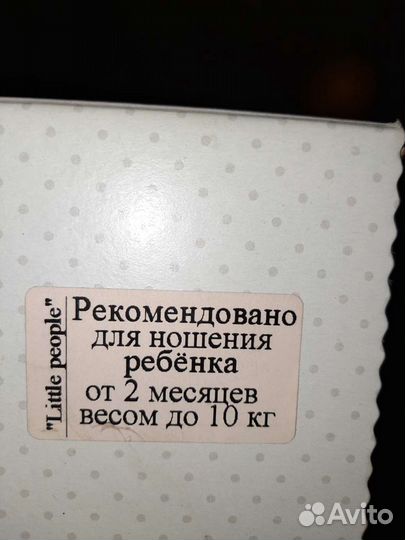 "Little people"
Рекомендовано
для ношения
ребёнка
от 2 месяцев
весом до 10 кг
Avito